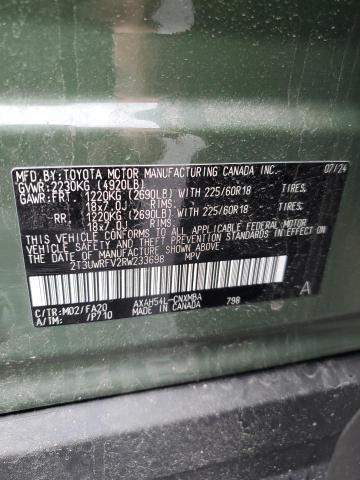 MFD. BY:TOYOTA MOTOR MANUFACTURING CANADA INC. 07/24
GVWR:2230KG (4920LB)
GAWR:FRT. 1220KG (2690LB) WITH 225/60R18 TIRES,
18x7.0J RIMS,
RR. 1220KG (2690LB) WITH 225/60R18 TIRES,
18x7.0J RIMS,
THIS VEHICLE CONFORMS TO ALL APPLICABLE FEDERAL MOTOR
VEHICLE SAFETY STANDARDS IN EFFECT ON THE DATE OF
MANUFACTURE SHOWN ABOVE.
2T3UWRFV2RW233698 MPV
C/TR:M02/FA20 AXAH54L-CNXMBA 798 A
A/TM: /P710 MADE IN CANADA